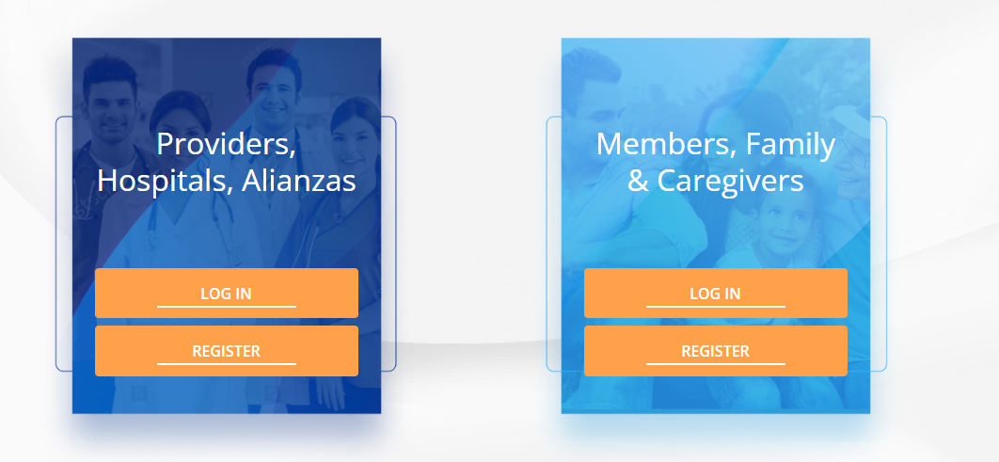 Providers,
Hospitals, Alianzas
LOG IN
REGISTER
Members, Family
& Caregivers
LOG IN
REGISTER